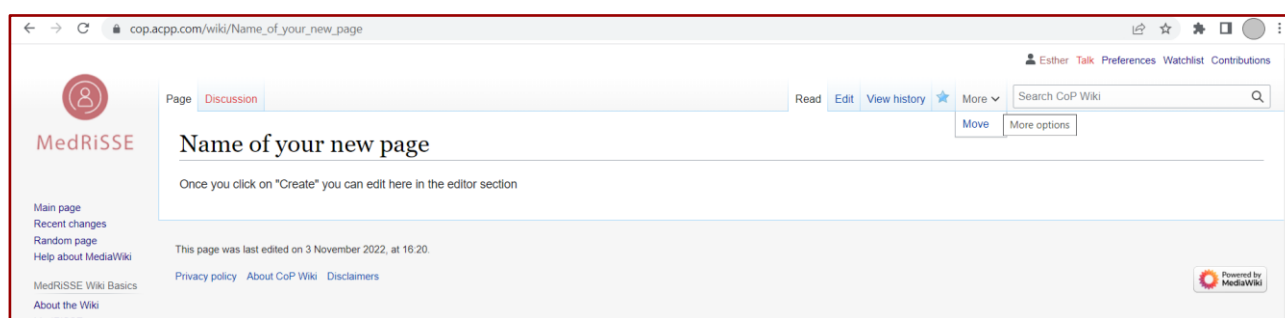 cop.acpp.com/wiki/Name_of_your_new_page
Esther Talk Preferences Watchlist Contributions
Page Discussion Read Edit View history More Search CoP Wiki
Move More options
MedRiSSE
Name of your new page
Once you click on "Create" you can edit here in the editor section
Main page
Recent changes
Random page
Help about MediaWiki
This page was last edited on 3 November 2022, at 16:20.
Privacy policy About CoP Wiki Disclaimers
Powered by
MediaWiki
MedRiSSE Wiki Basics
About the Wiki